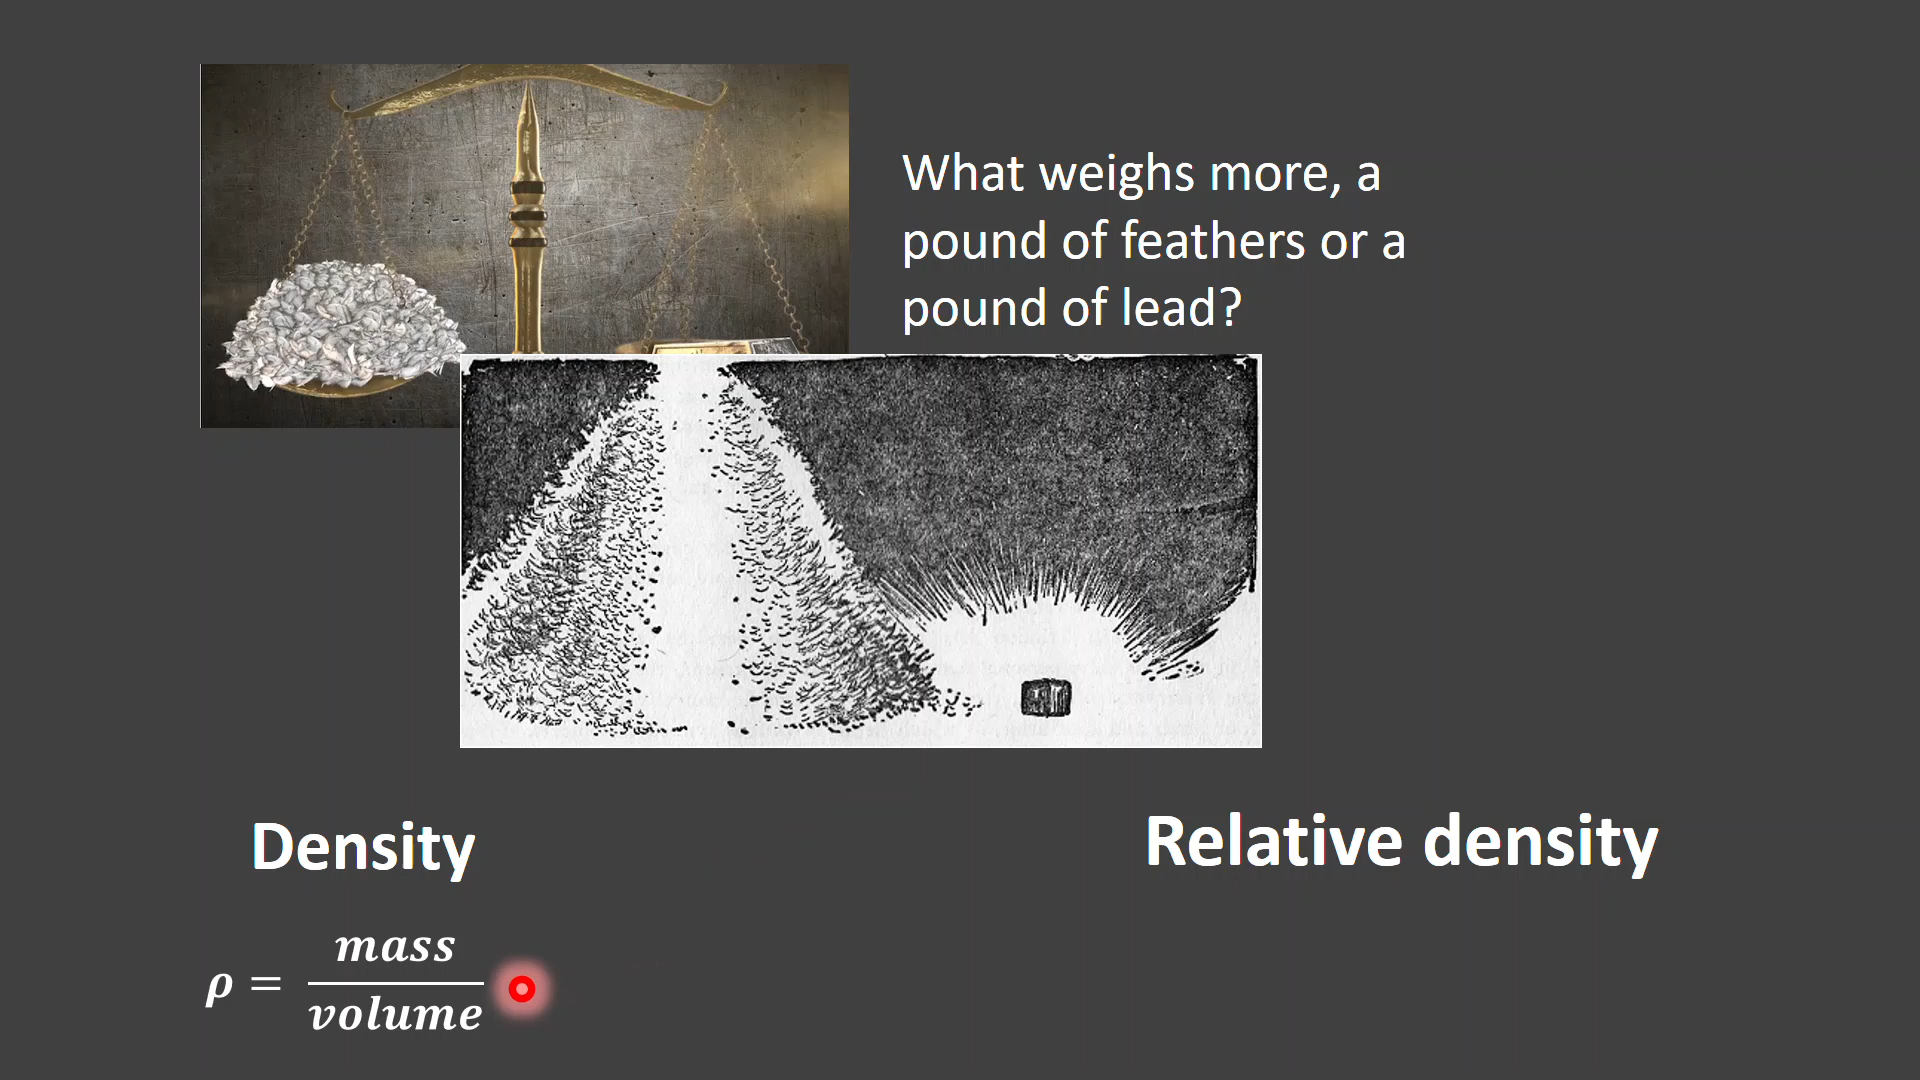 What weighs more, a
pound of feathers or a
pound of lead?
Density
Relative density
ρ = mass
volume